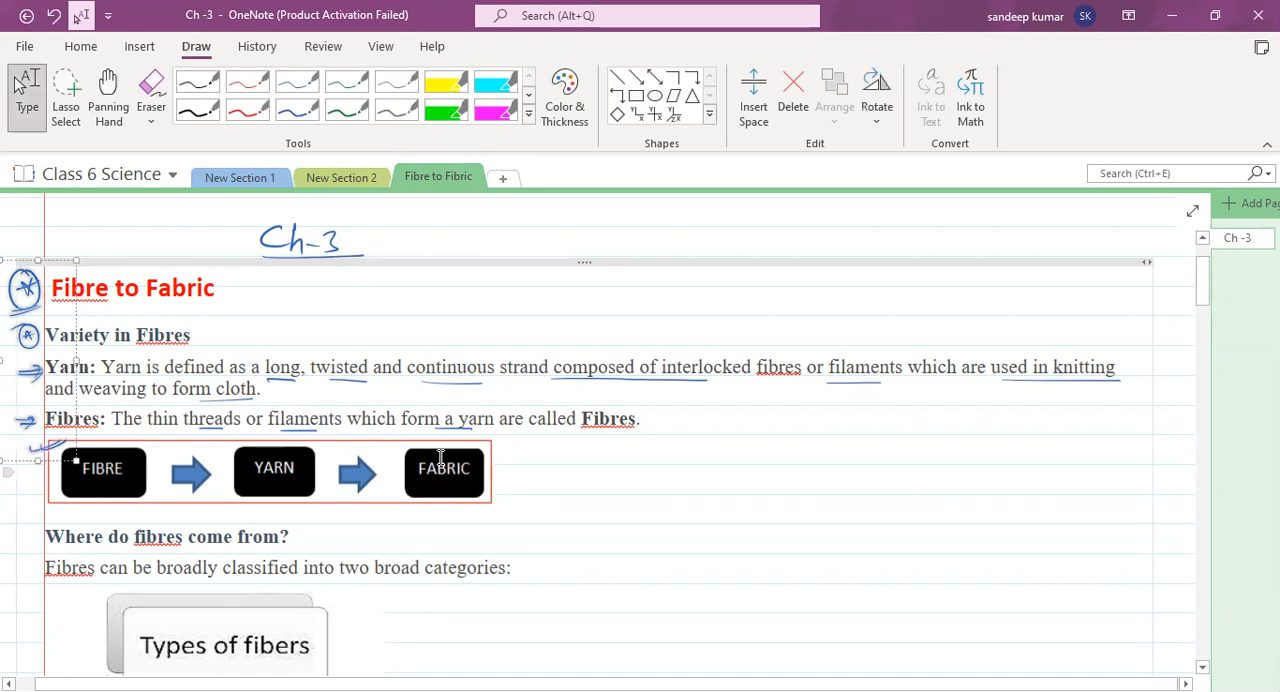 Ch -3 - OneNote (Product Activation Failed)
Search (Alt+Q)
sandeep kumar SK
File Home Insert Draw History Review View Help
Type
Lasso Select
Panning Hand
Eraser
Color & Thickness
Insert Space
Delete
Arrange
Rotate
Ink to Text
Ink to Math
Tools Shapes Edit Convert
Class 6 Science New Section 1 New Section 2 Fibre to Fabric Search (Ctrl+E)
Add Pag
Ch -3
Ch-3
Fibre to Fabric
Variety in Fibres
Yarn: Yarn is defined as a long, twisted and continuous strand composed of interlocked fibres or filaments which are used in knitting
and weaving to form cloth.
Fibres: The thin threads or filaments which form a yarn are called Fibres.
FIBRE YARN FABRIC
Where do fibres come from?
Fibres can be broadly classified into two broad categories:
Types of fibers